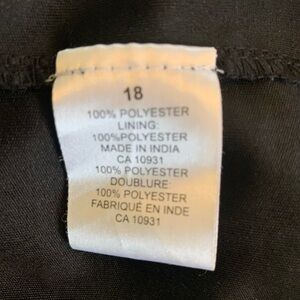 18
100% POLYESTER
LINING:
100%POLYESTER
MADE IN INDIA
CA 10931
100% POLYESTER
DOUBLURE:
100% POLYESTER
FABRIQUÉ EN INDE
CA 10931